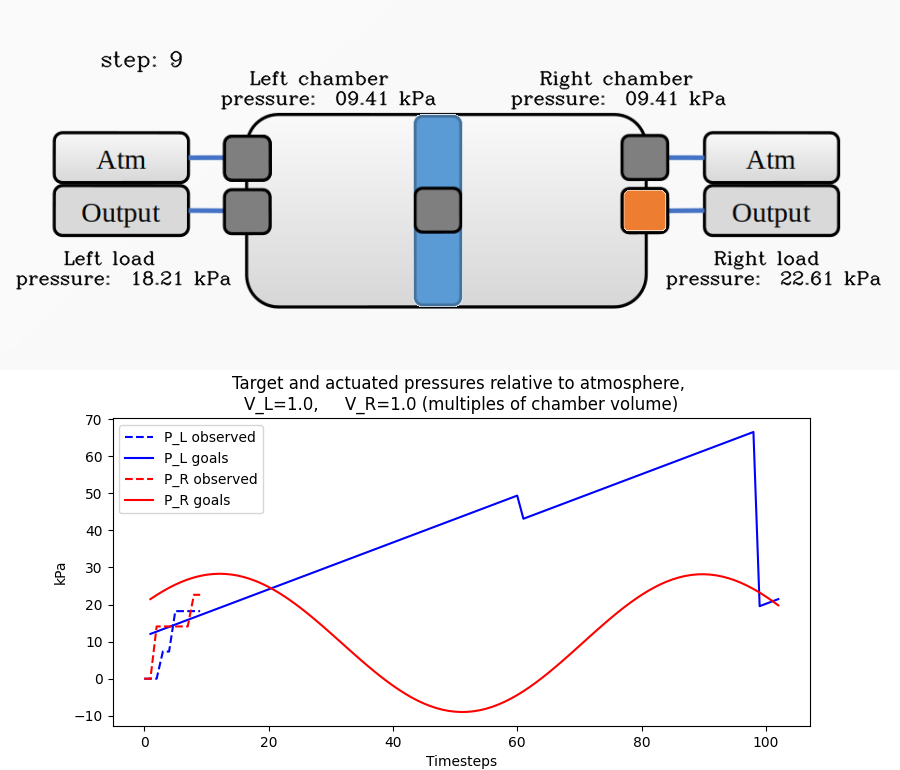 step: 9
Left chamber
pressure: 09.41 kPa
Right chamber
pressure: 09.41 kPa
Atm
Output
Atm
Output
Left load
pressure: 18.21 kPa
Right load
pressure: 22.61 kPa
Target and actuated pressures relative to atmosphere,
V_L=1.0, V_R=1.0 (multiples of chamber volume)
P_L observed
P_L goals
P_R observed
P_R goals
70
60
50
40
30
20
10
0
−10
kPa
0 20 40 60 80 100
Timesteps